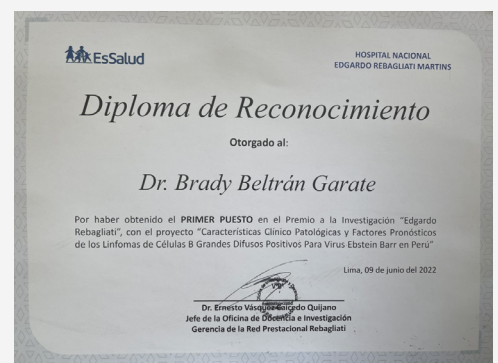 EsSalud
HOSPITAL NACIONAL
EDGARDO REBAGLIATI MARTINS
Diploma de Reconocimiento
Otorgado al:
Dr. Brady Beltrán Garate
Por haber obtenido el PRIMER PUESTO en el Premio a la Investigación "Edgardo
Rebagliati", con el proyecto "Características Clínico Patológicas y Factores Pronósticos
de los Linfomas de Células B Grandes Difusos Positivos Para Virus Ebstein Barr en Perú"
Lima, 09 de junio del 2022
Dr. Ernesto Vásquez Caicedo Quijano
Jefe de la Oficina de Docencia e Investigación
Gerencia de la Red Prestacional Rebagliati